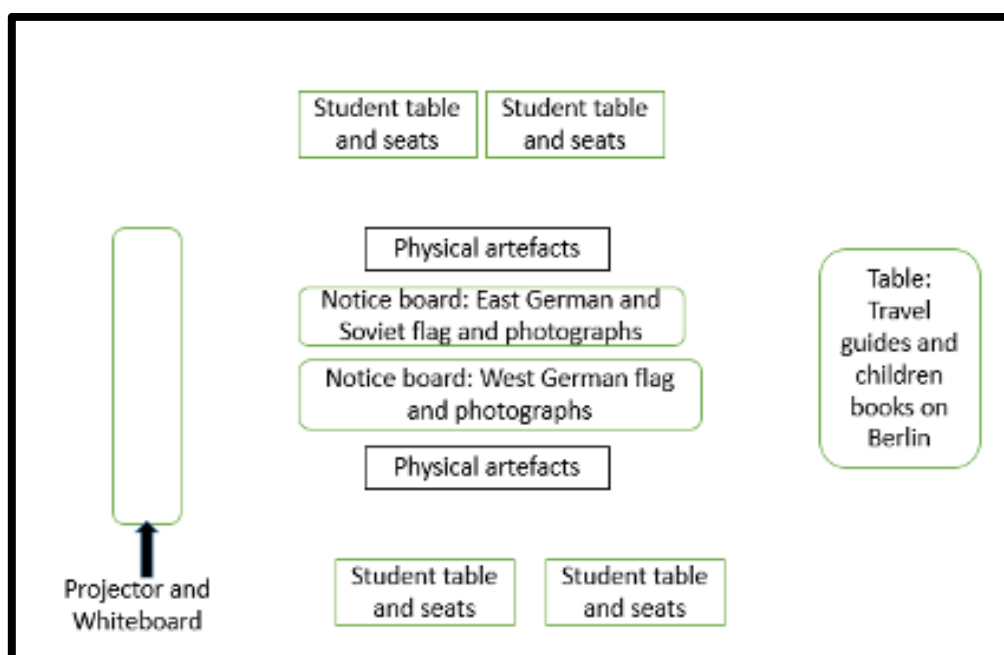 Student table
and seats
Student table
and seats
Physical artefacts
Notice board: East German and
Soviet flag and photographs
Notice board: West German flag
and photographs
Physical artefacts
Table:
Travel
guides and
children
books on
Berlin
Projector and
Whiteboard
Student table
and seats
Student table
and seats